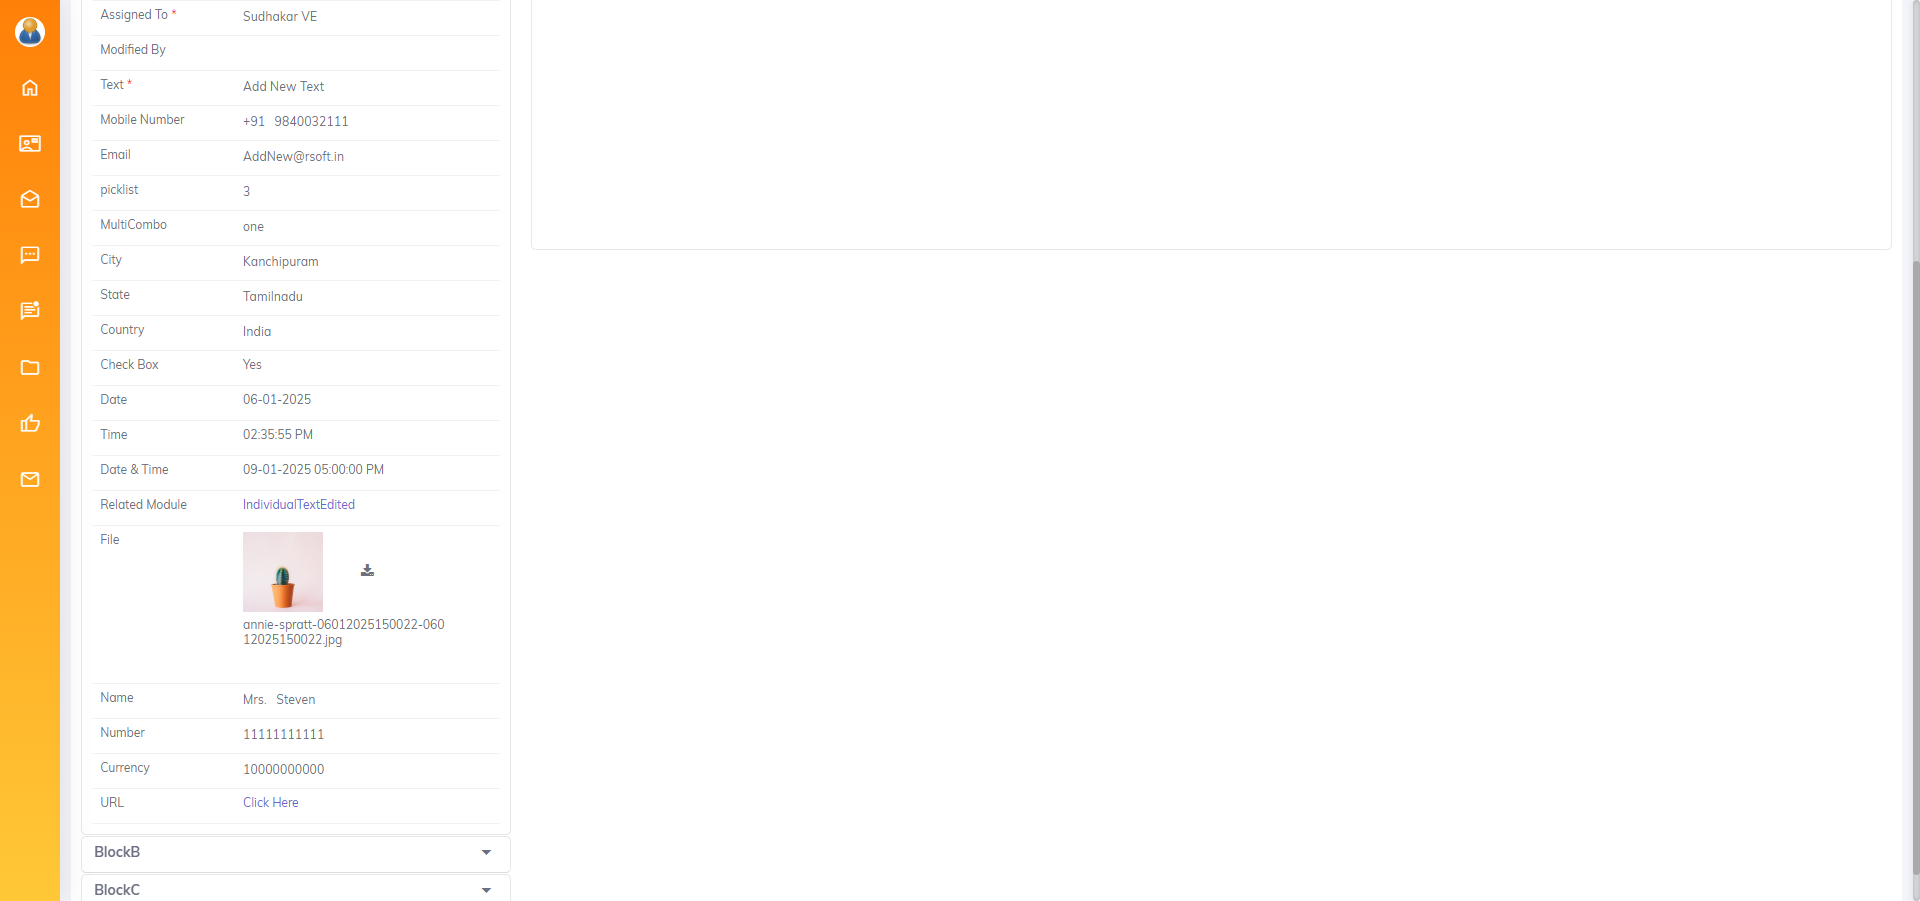 Assigned To * Sudhakar VE
Modified By
Text * Add New Text
Mobile Number +91 9840032111
Email AddNew@rsoft.in
picklist 3
MultiCombo one
City Kanchipuram
State Tamilnadu
Country India
Check Box Yes
Date 06-01-2025
Time 02:35:55 PM
Date & Time 09-01-2025 05:00:00 PM
Related Module IndividualTextEdited
File
annie-spratt-06012025150022-060
12025150022.jpg
Name Mrs. Steven
Number 11111111111
Currency 10000000000
URL Click Here
BlockB
BlockC